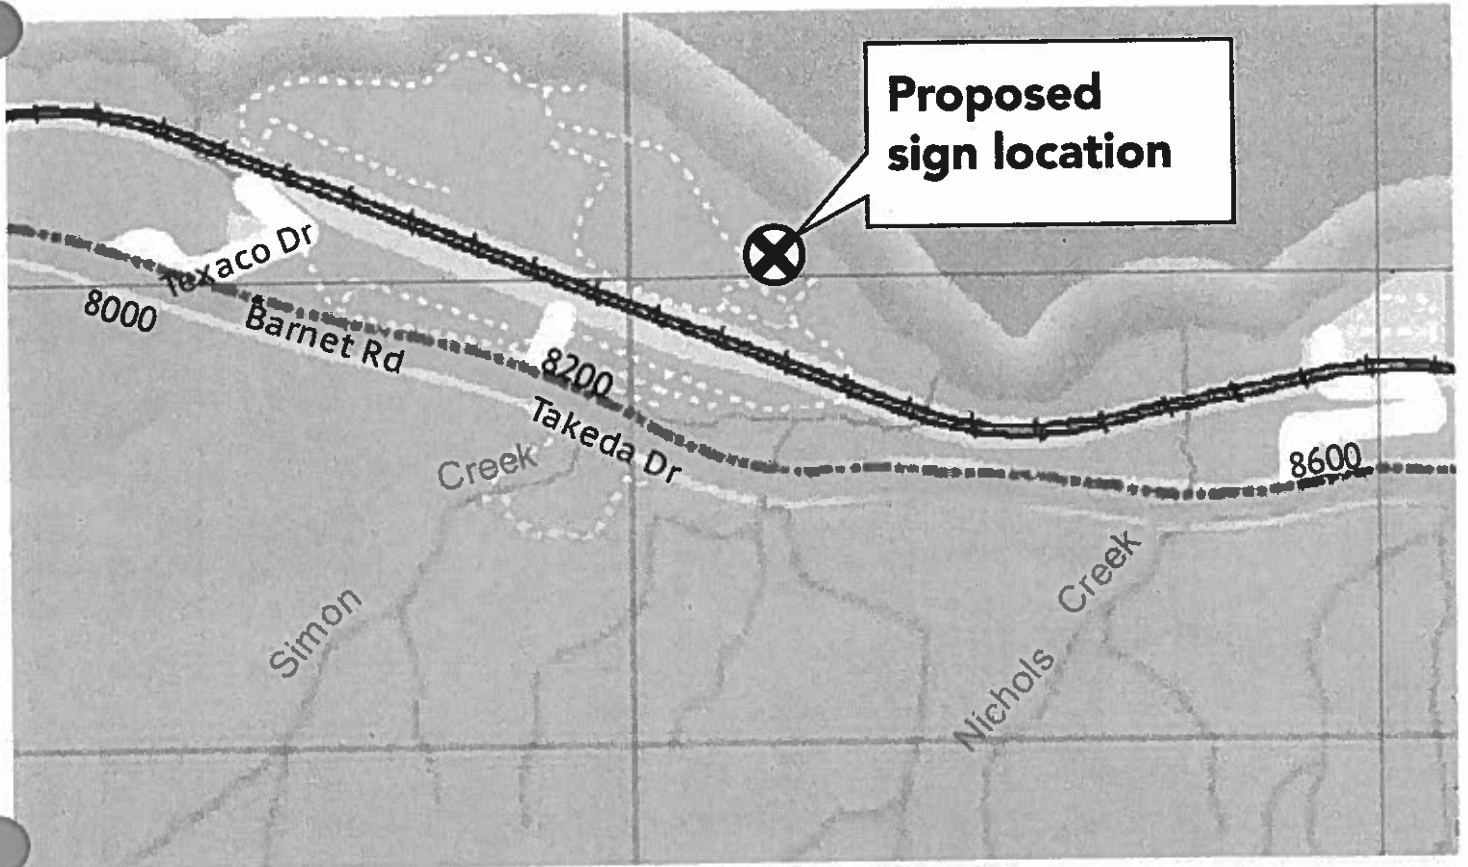 Proposed
sign location
Texaco Dr
8000
Barnet Rd
8200
Takeda Dr
Creek
Simon
8600
Creek
Nichols